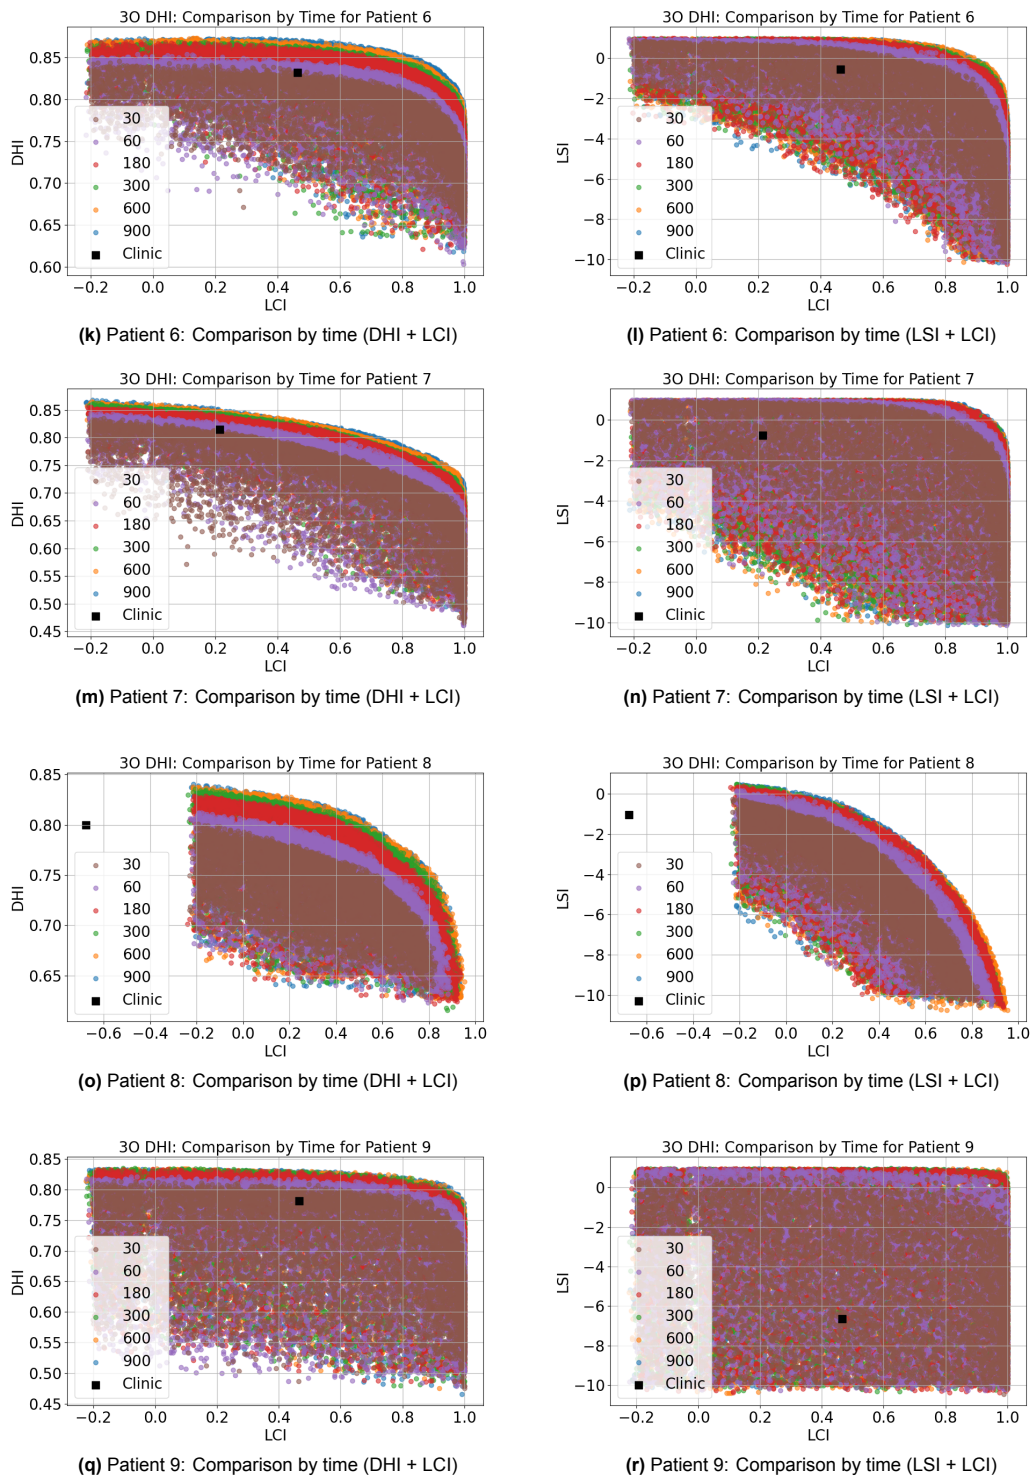 3O DHI: Comparison by Time for Patient 6
DHI
0.85
0.80
0.75
0.70
0.65
0.60
30
60
180
300
600
900
Clinic
−0.2 0.0 0.2 0.4 0.6 0.8 1.0
LCI
(k) Patient 6: Comparison by time (DHI + LCI)
3O DHI: Comparison by Time for Patient 6
LSI
0
−2
−4
−6
−8
−10
30
60
180
300
600
900
Clinic
−0.2 0.0 0.2 0.4 0.6 0.8 1.0
LCI
(l) Patient 6: Comparison by time (LSI + LCI)
3O DHI: Comparison by Time for Patient 7
DHI
0.85
0.80
0.75
0.70
0.65
0.60
0.55
0.50
0.45
30
60
180
300
600
900
Clinic
−0.2 0.0 0.2 0.4 0.6 0.8 1.0
LCI
(m) Patient 7: Comparison by time (DHI + LCI)
3O DHI: Comparison by Time for Patient 7
LSI
0
−2
−4
−6
−8
−10
30
60
180
300
600
900
Clinic
−0.2 0.0 0.2 0.4 0.6 0.8 1.0
LCI
(n) Patient 7: Comparison by time (LSI + LCI)
3O DHI: Comparison by Time for Patient 8
DHI
0.85
0.80
0.75
0.70
0.65
30
60
180
300
600
900
Clinic
−0.6 −0.4 −0.2 0.0 0.2 0.4 0.6 0.8 1.0
LCI
(o) Patient 8: Comparison by time (DHI + LCI)
3O DHI: Comparison by Time for Patient 8
LSI
0
−2
−4
−6
−8
−10
30
60
180
300
600
900
Clinic
−0.6 −0.4 −0.2 0.0 0.2 0.4 0.6 0.8 1.0
LCI
(p) Patient 8: Comparison by time (LSI + LCI)
3O DHI: Comparison by Time for Patient 9
DHI
0.85
0.80
0.75
0.70
0.65
0.60
0.55
0.50
0.45
30
60
180
300
600
900
Clinic
−0.2 0.0 0.2 0.4 0.6 0.8 1.0
LCI
(q) Patient 9: Comparison by time (DHI + LCI)
3O DHI: Comparison by Time for Patient 9
LSI
0
−2
−4
−6
−8
−10
30
60
180
300
600
900
Clinic
−0.2 0.0 0.2 0.4 0.6 0.8 1.0
LCI
(r) Patient 9: Comparison by time (LSI + LCI)